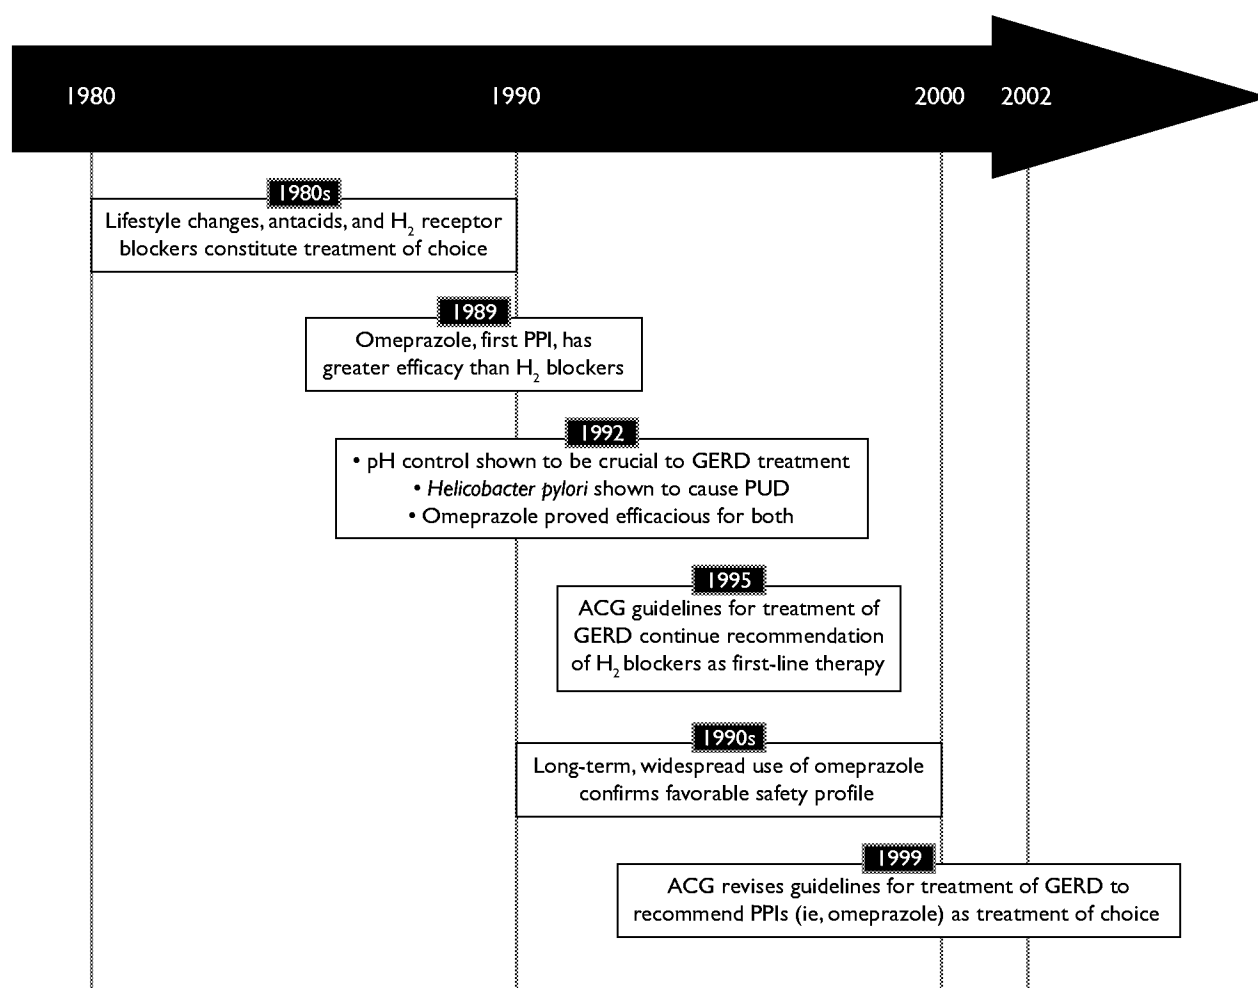 1980 1990 2000 2002
1980s
Lifestyle changes, antacids, and H2 receptor
blockers constitute treatment of choice
1989
Omeprazole, first PPI, has
greater efficacy than H2 blockers
1992
• pH control shown to be crucial to GERD treatment
• Helicobacter pylori shown to cause PUD
• Omeprazole proved efficacious for both
1995
ACG guidelines for treatment of
GERD continue recommendation
of H2 blockers as first-line therapy
1990s
Long-term, widespread use of omeprazole
confirms favorable safety profile
1999
ACG revises guidelines for treatment of GERD to
recommend PPIs (ie, omeprazole) as treatment of choice